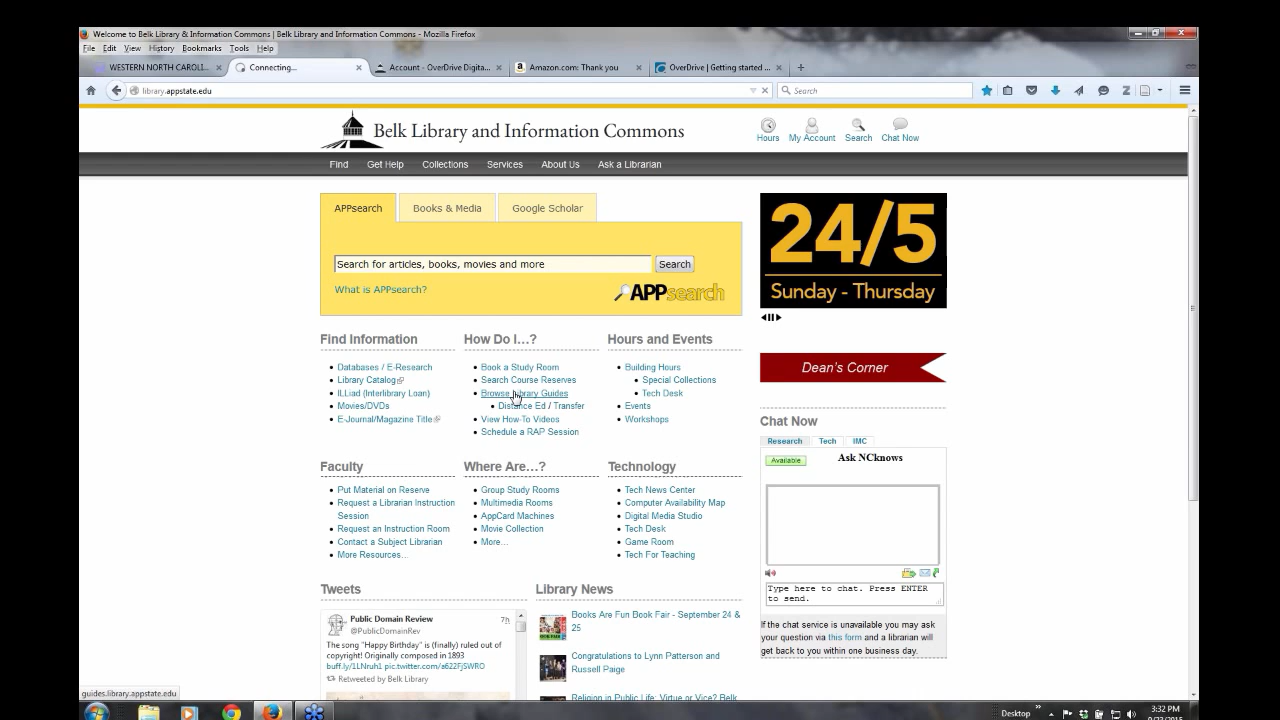 Welcome to Belk Library & Information Commons | Belk Library and Information Commons - Mozilla Firefox
File Edit View History Bookmarks Tools Help
WESTERN NORTH CAROLI... Connecting... Account - OverDrive Digita... Amazon.com: Thank you OverDrive | Getting started ...
library.appstate.edu Search
Belk Library and Information Commons
Hours My Account Search Chat Now
Find Get Help Collections Services About Us Ask a Librarian
APPsearch Books & Media Google Scholar
Search for articles, books, movies and more Search
What is APPsearch? APPsearch
24/5
Sunday - Thursday
Dean's Corner
Find Information
Databases / E-Research
Library Catalog
ILLiad (Interlibrary Loan)
Movies/DVDs
E-Journal/Magazine Title
How Do I...?
Book a Study Room
Search Course Reserves
Browse Library Guides
Distance Ed / Transfer
View How-To Videos
Schedule a RAP Session
Hours and Events
Building Hours
Special Collections
Tech Desk
Events
Workshops
Faculty
Put Material on Reserve
Request a Librarian Instruction
Session
Request an Instruction Room
Contact a Subject Librarian
More Resources...
Where Are...?
Group Study Rooms
Multimedia Rooms
AppCard Machines
Movie Collection
More...
Technology
Tech News Center
Computer Availability Map
Digital Media Studio
Tech Desk
Game Room
Tech For Teaching
Chat Now
Research Tech IMC
Available Ask NCknows
Type here to chat. Press ENTER
to send.
If the chat service is unavailable you may ask
your question via this form and a librarian will
get back to you within one business day.
Tweets
Public Domain Review 7h
@PublicDomainRev
The song "Happy Birthday" is (finally) ruled out of
copyright! Originally composed in 1893
buff.ly/1LNruh1 pic.twitter.com/a622FjSWRO
Retweeted by Belk Library
Library News
Books Are Fun Book Fair - September 24 &
25
Congratulations to Lynn Patterson and
Russell Paige
Religion in Public Life: Virtue or Vice? Belk
guides.library.appstate.edu
Desktop 3:32 PM